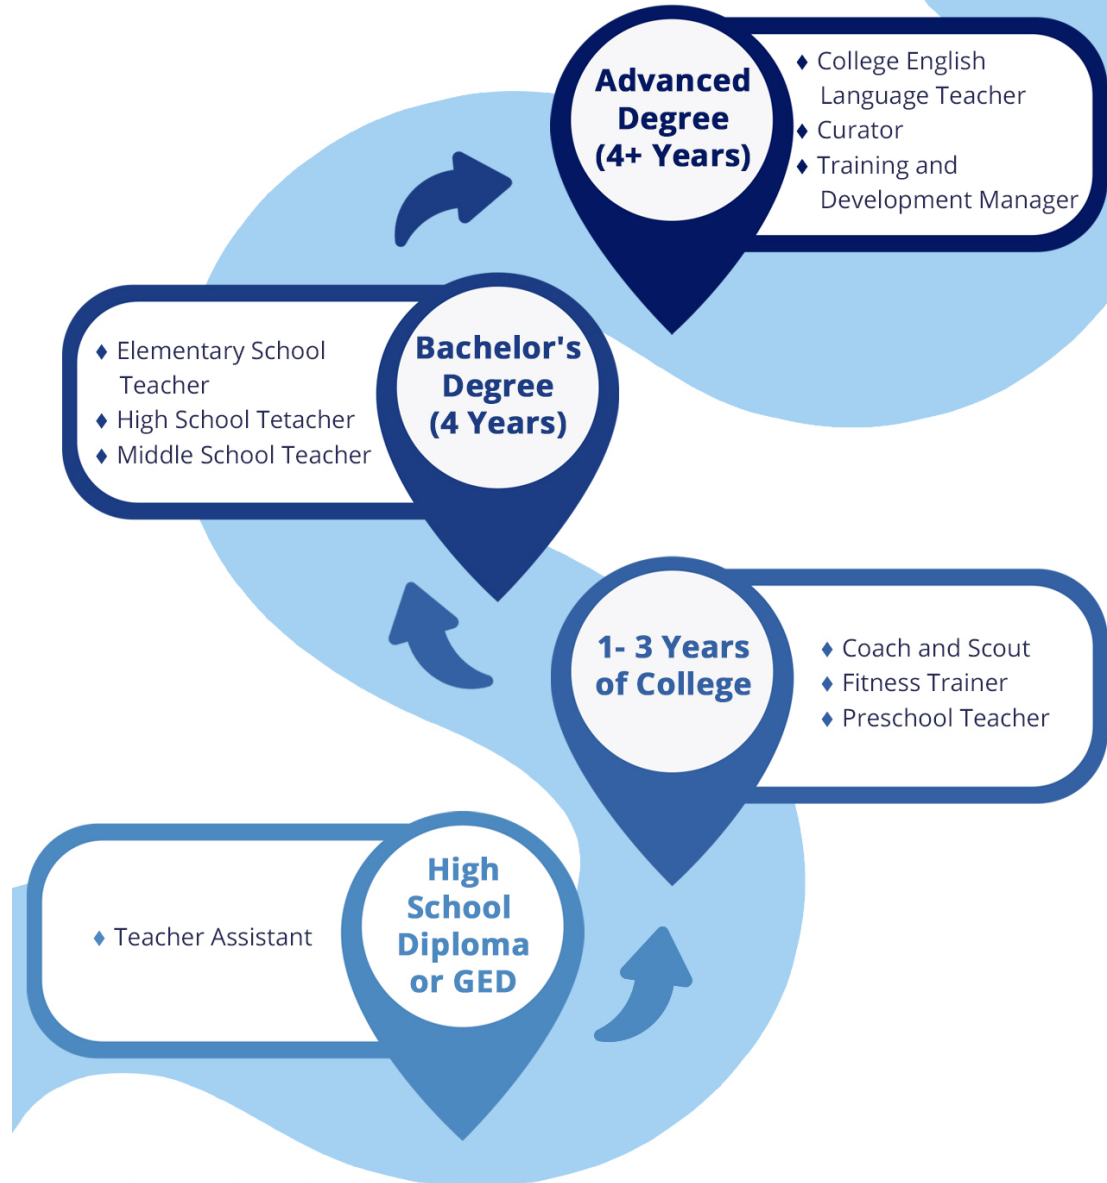 Advanced
Degree
(4+ Years)
♦ College English
Language Teacher
♦ Curator
♦ Training and
Development Manager
♦ Elementary School
Teacher
♦ High School Tetacher
♦ Middle School Teacher
Bachelor's
Degree
(4 Years)
1- 3 Years
of College
♦ Coach and Scout
♦ Fitness Trainer
♦ Preschool Teacher
♦ Teacher Assistant
High
School
Diploma
or GED